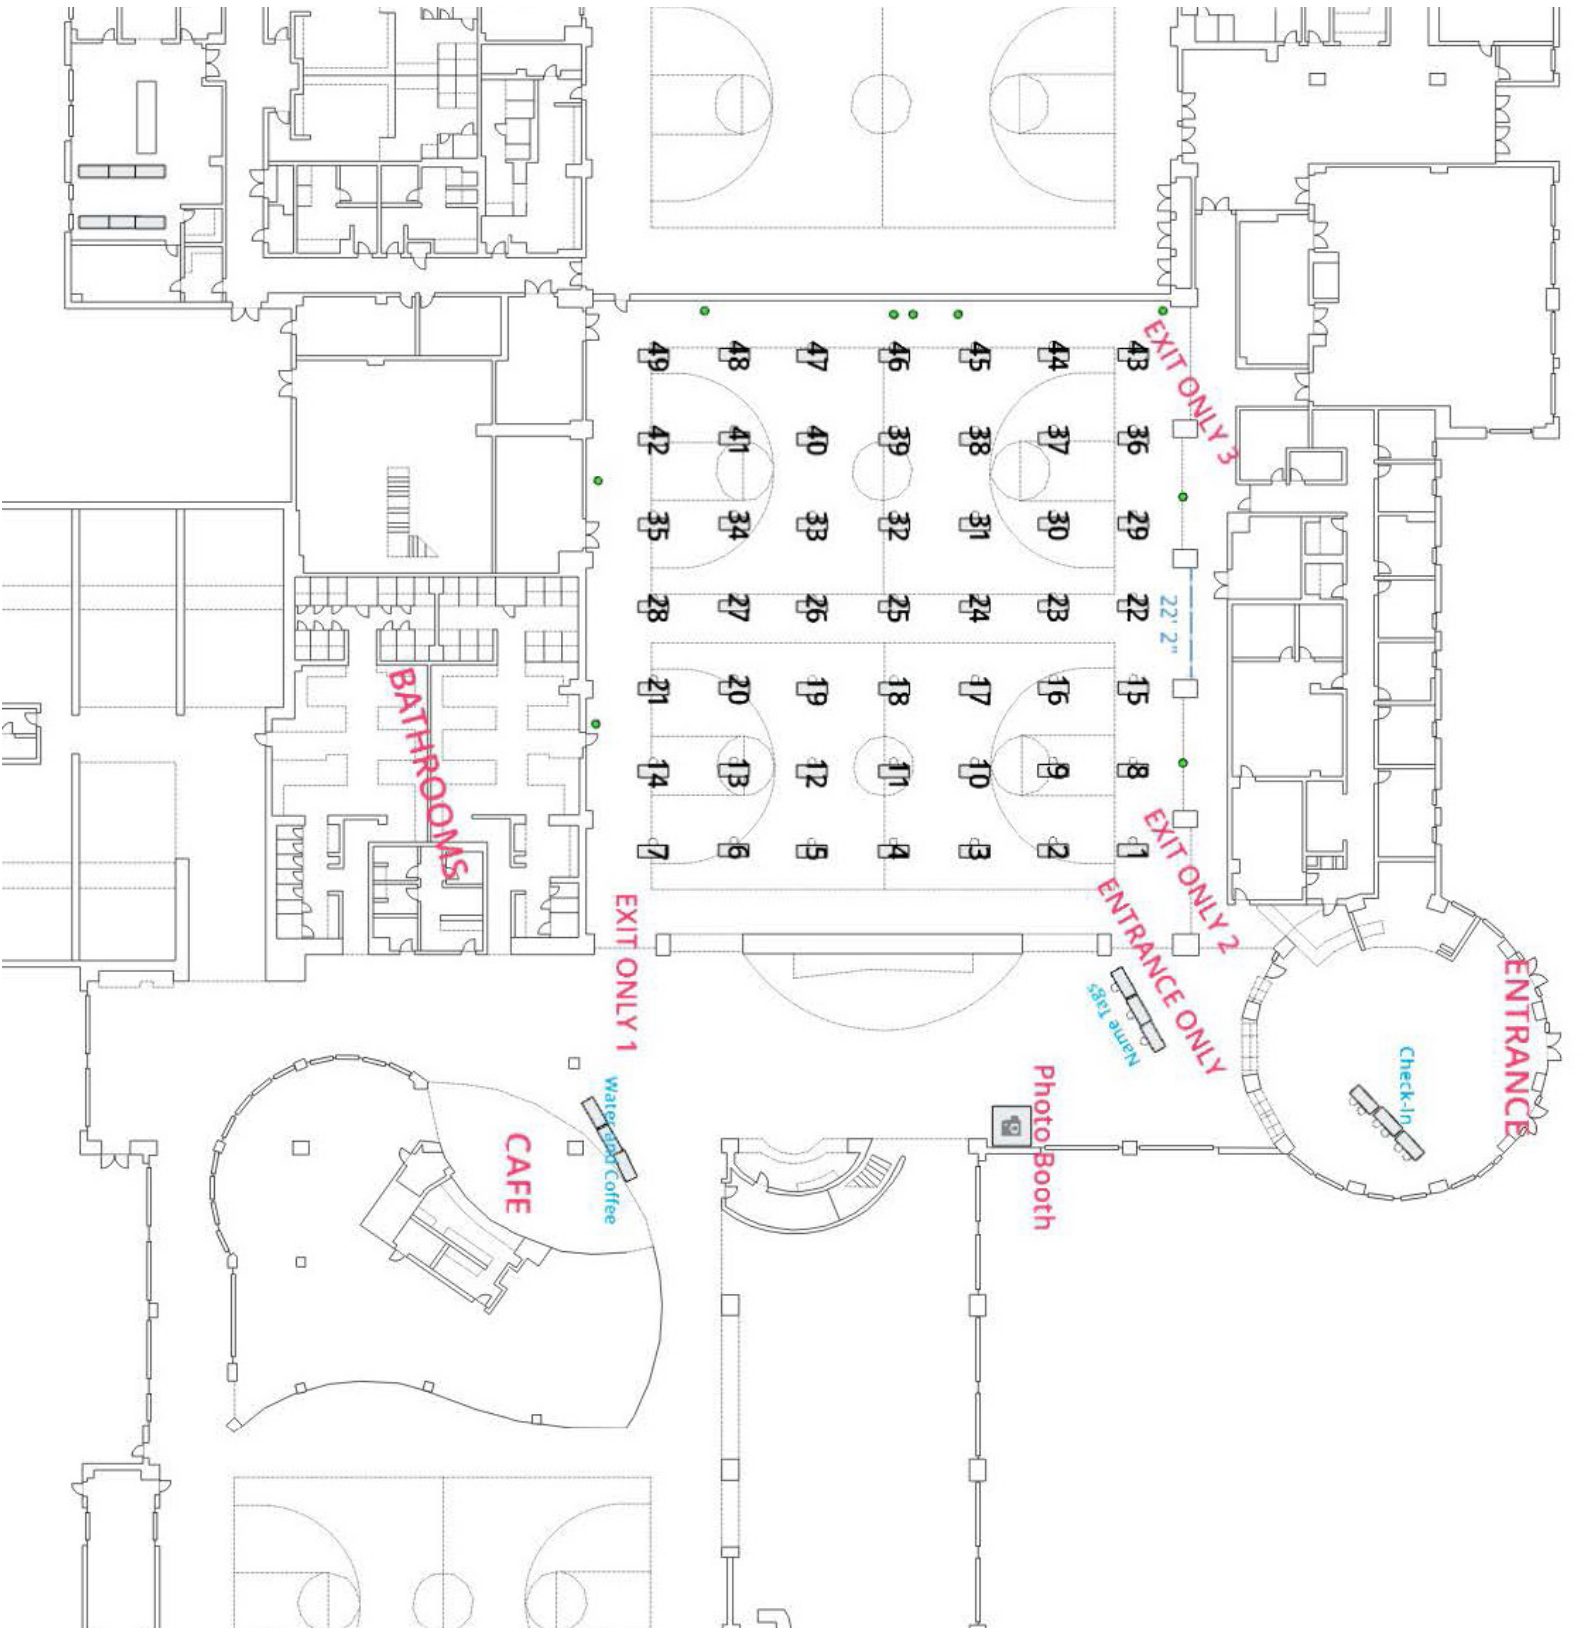 49 48 47 46 45 44 43
EXIT ONLY 3
42 41 40 39 38 37 36
35 34 33 32 31 30 29
28 27 26 25 24 23 22
22' 2"
21 20 19 18 17 16 15
BATHROOMS
14 13 12 11 10 9 8
7 6 5 4 3 2 1
EXIT ONLY 2
EXIT ONLY 1
ENTRANCE ONLY
Name Tags
ENTRANCE
Check-In
Photo Booth
Water and Coffee
CAFE